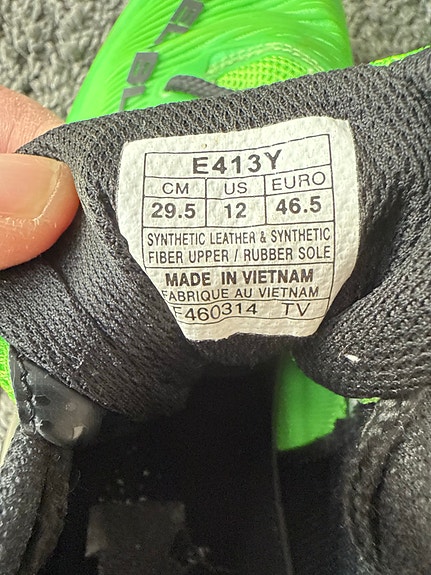 E413Y
CM US EURO
29.5 12 46.5
SYNTHETIC LEATHER & SYNTHETIC
FIBER UPPER / RUBBER SOLE
MADE IN VIETNAM
FABRIQUE AU VIETNAM
TV